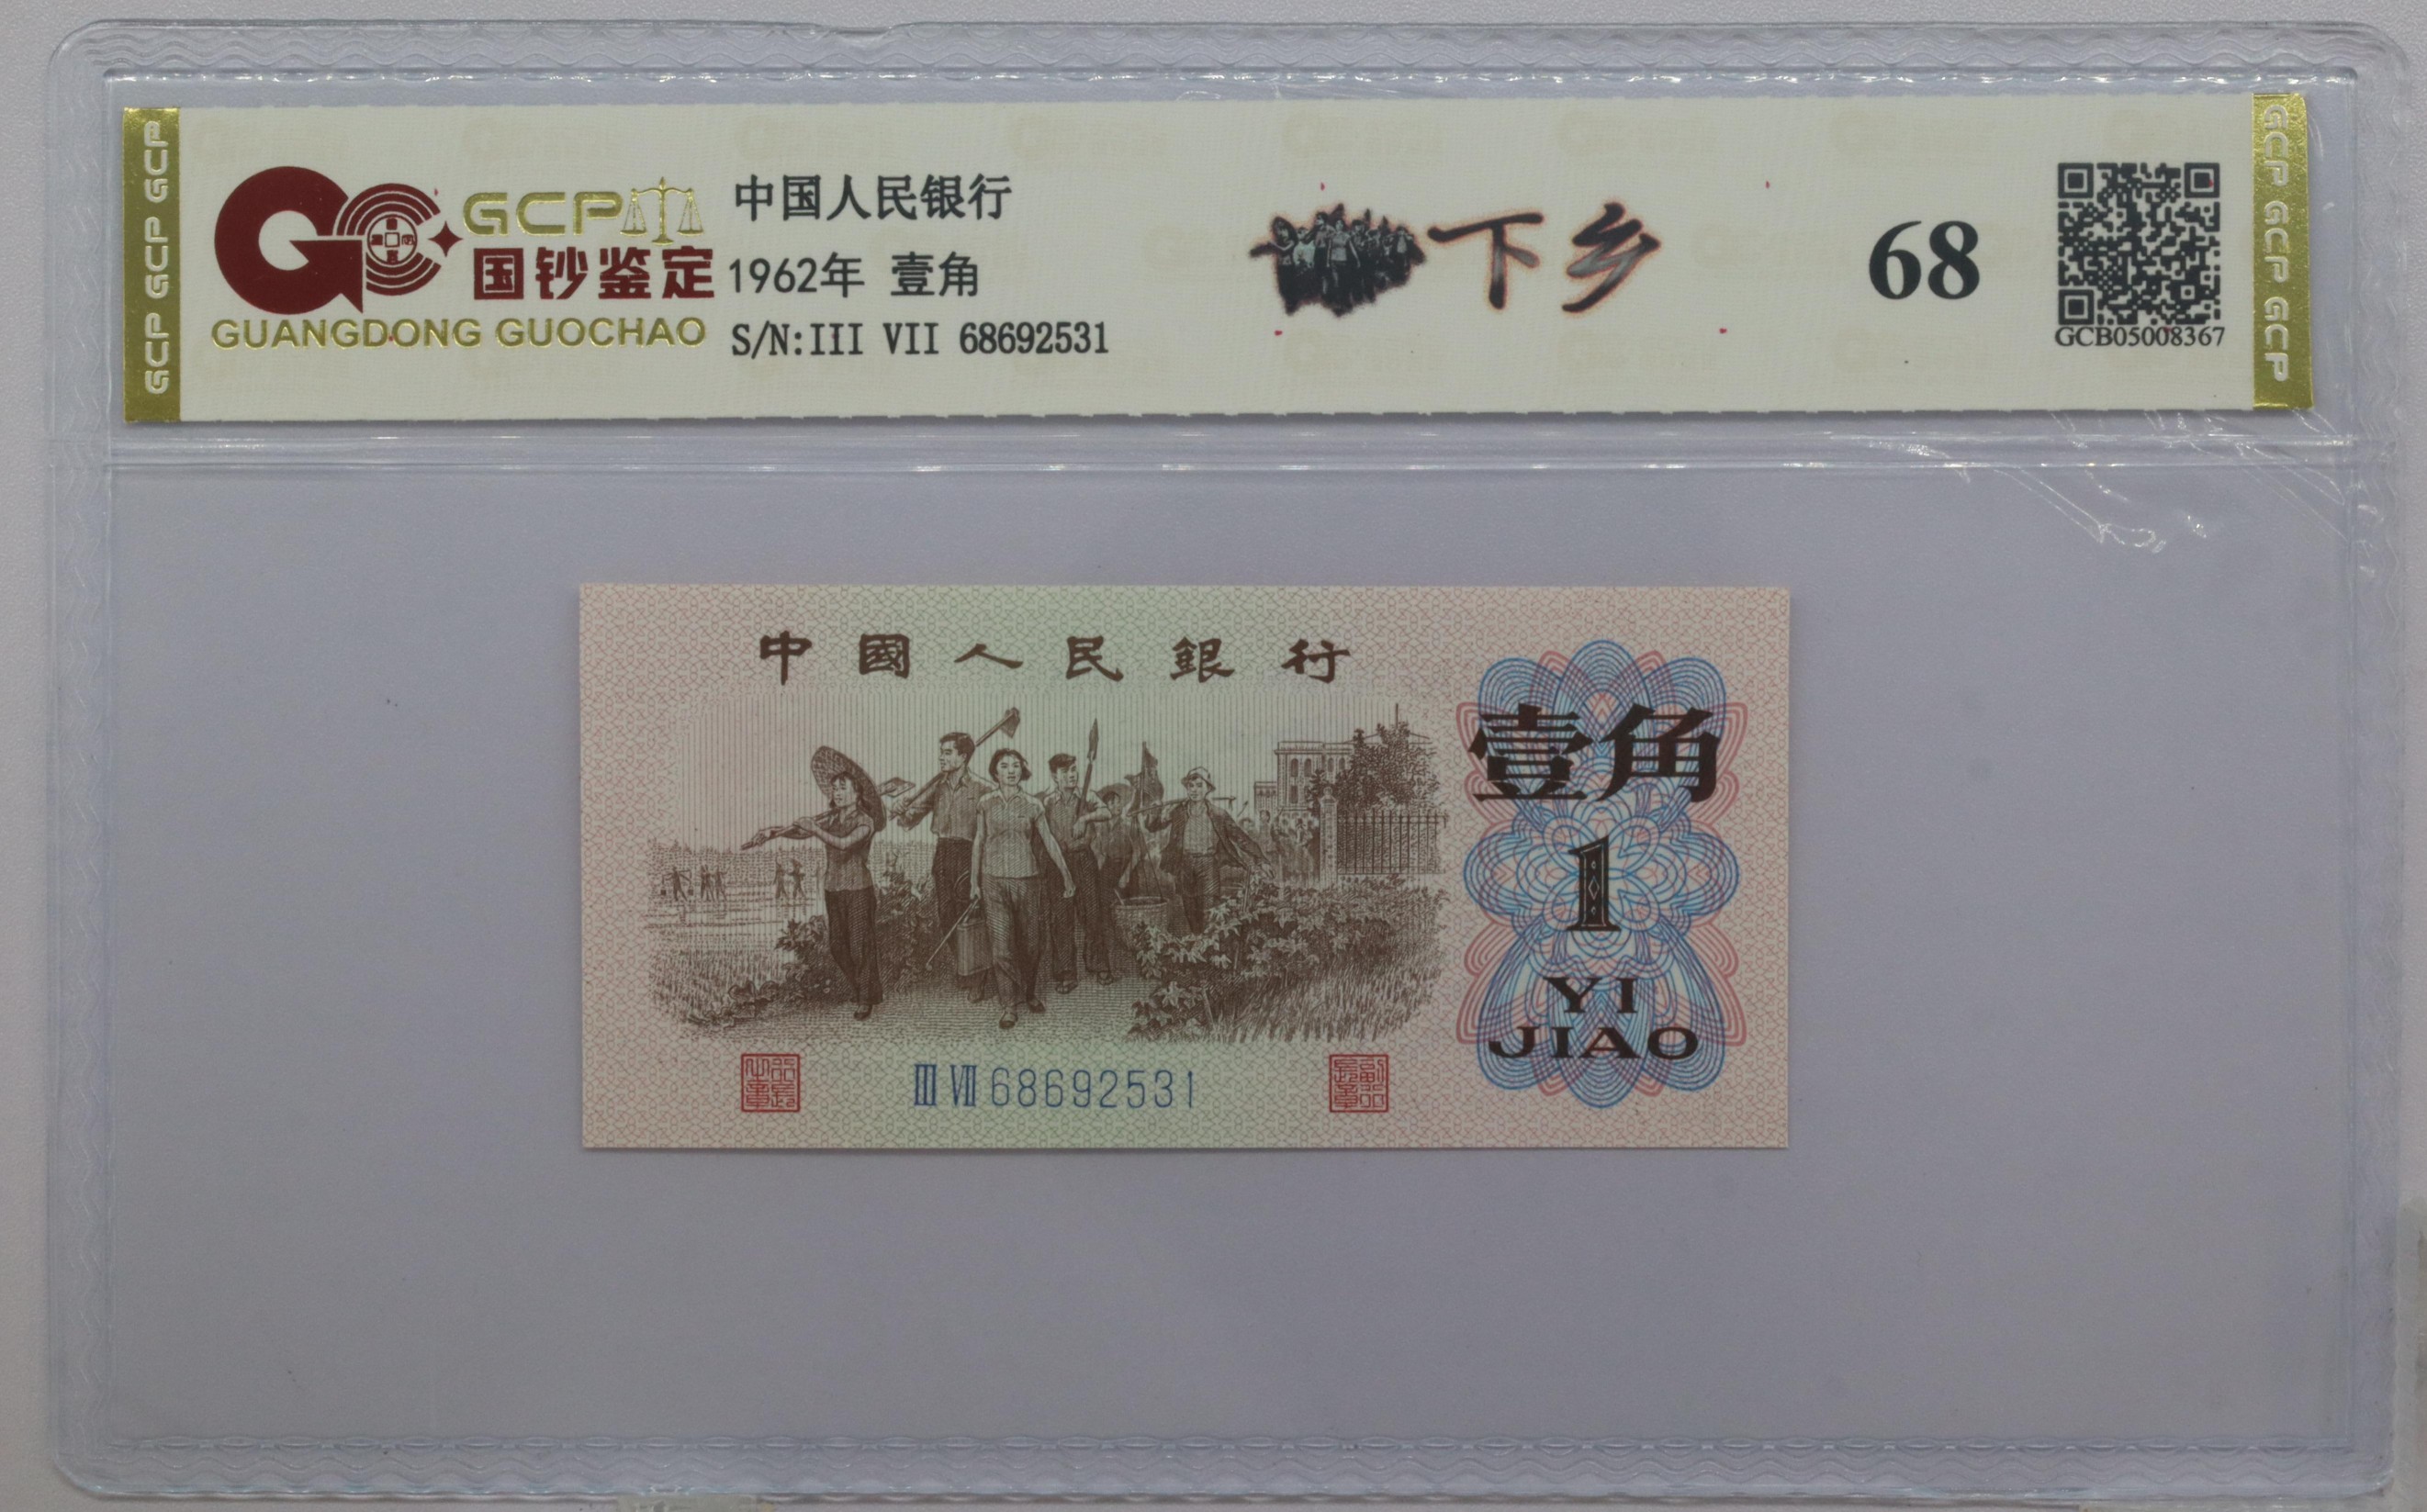 GCP GCP GCP
GCP
国钞鉴定
GUANGDONG GUOCHAO
中国人民银行
1962年 壹角
S/N:III VII 68692531
下乡
68
GCB05008367
GCP GCP GCP
中國人民銀行
壹角
1
YI
JIAO
III VII 68692531